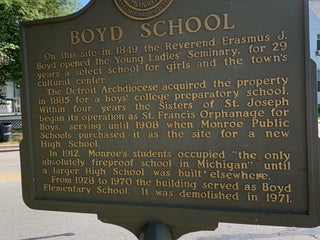 BOYD SCHOOL
On this site in 1849 the Reverend Erasmus J.
Boyd opened the Young Ladies' Seminary, for 29
years a select school for girls and the town's
cultural center.
The Detroit Archdiocese acquired the property
in 1885 for a boys' college preparatory school.
Within four years the Sisters of St. Joseph
began its operation as St. Francis Orphanage for
Boys, serving until 1908 when Monroe Public
Schools purchased it as the site for a new
High School.
In 1912, Monroe's students occupied "the only
absolutely fireproof school in Michigan" until
a larger High School was built elsewhere.
From 1928 to 1970 the building served as Boyd
Elementary School. It was demolished in 1971.